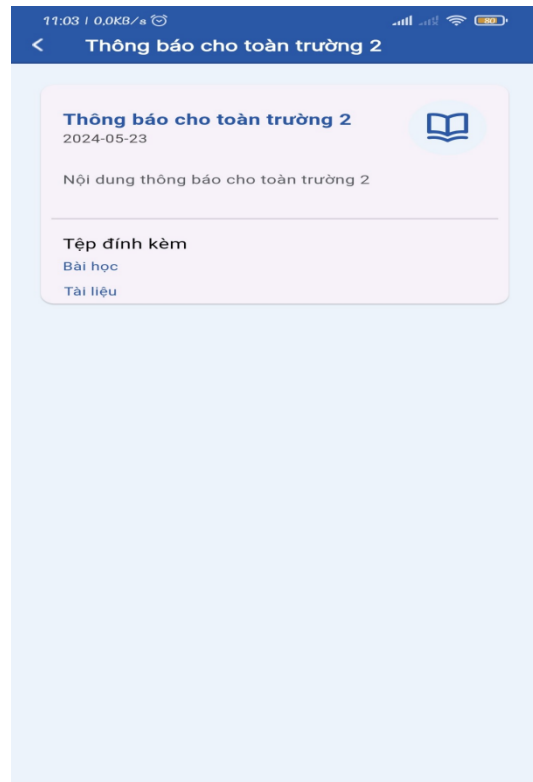 11:03 | 0,0KB/s
80
Thông báo cho toàn trường 2
Thông báo cho toàn trường 2
2024-05-23
Nội dung thông báo cho toàn trường 2
Tệp đính kèm
Bài học
Tài liệu